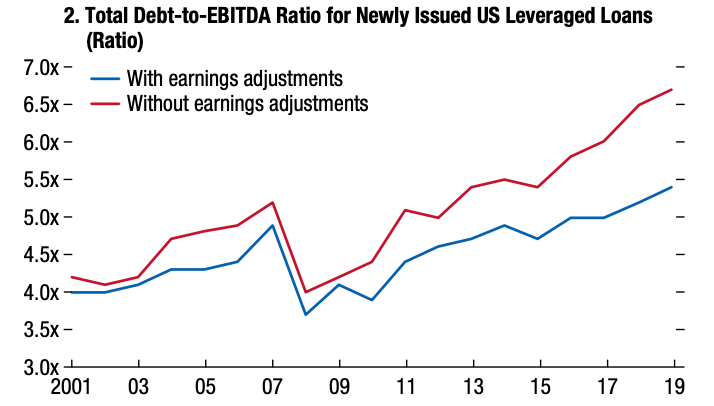 2. Total Debt-to-EBITDA Ratio for Newly Issued US Leveraged Loans
(Ratio)
7.0x
With earnings adjustments
6.5x
Without earnings adjustments
6.0x
5.5x
5.0x
4.5x
4.0x
3.5x
3.0x
2001 03 05 07 09 11 13 15 17 19